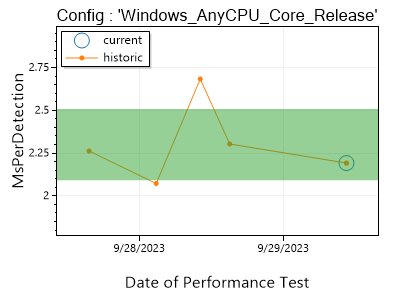 Config : 'Windows_AnyCPU_Core_Release'
current
historic
MsPerDetection
2.75
2.5
2.25
2
9/28/2023
9/29/2023
Date of Performance Test